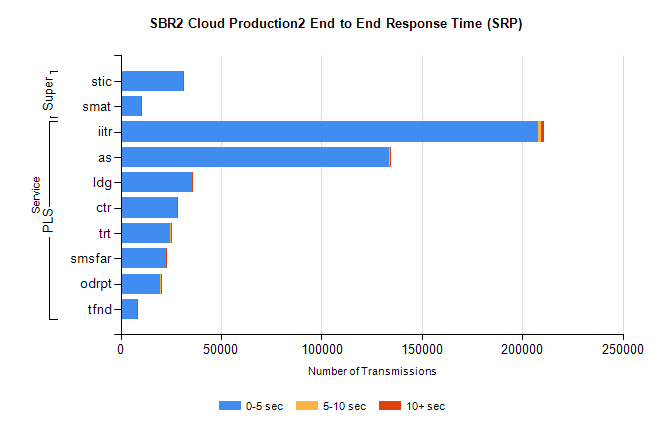 SBR2 Cloud Production2 End to End Response Time (SRP)
Super
stic
smat
Service
PLS
iitr
as
ldg
ctr
trt
smsfar
odrpt
tfnd
0 50000 100000 150000 200000 250000
Number of Transmissions
0-5 sec 5-10 sec 10+ sec